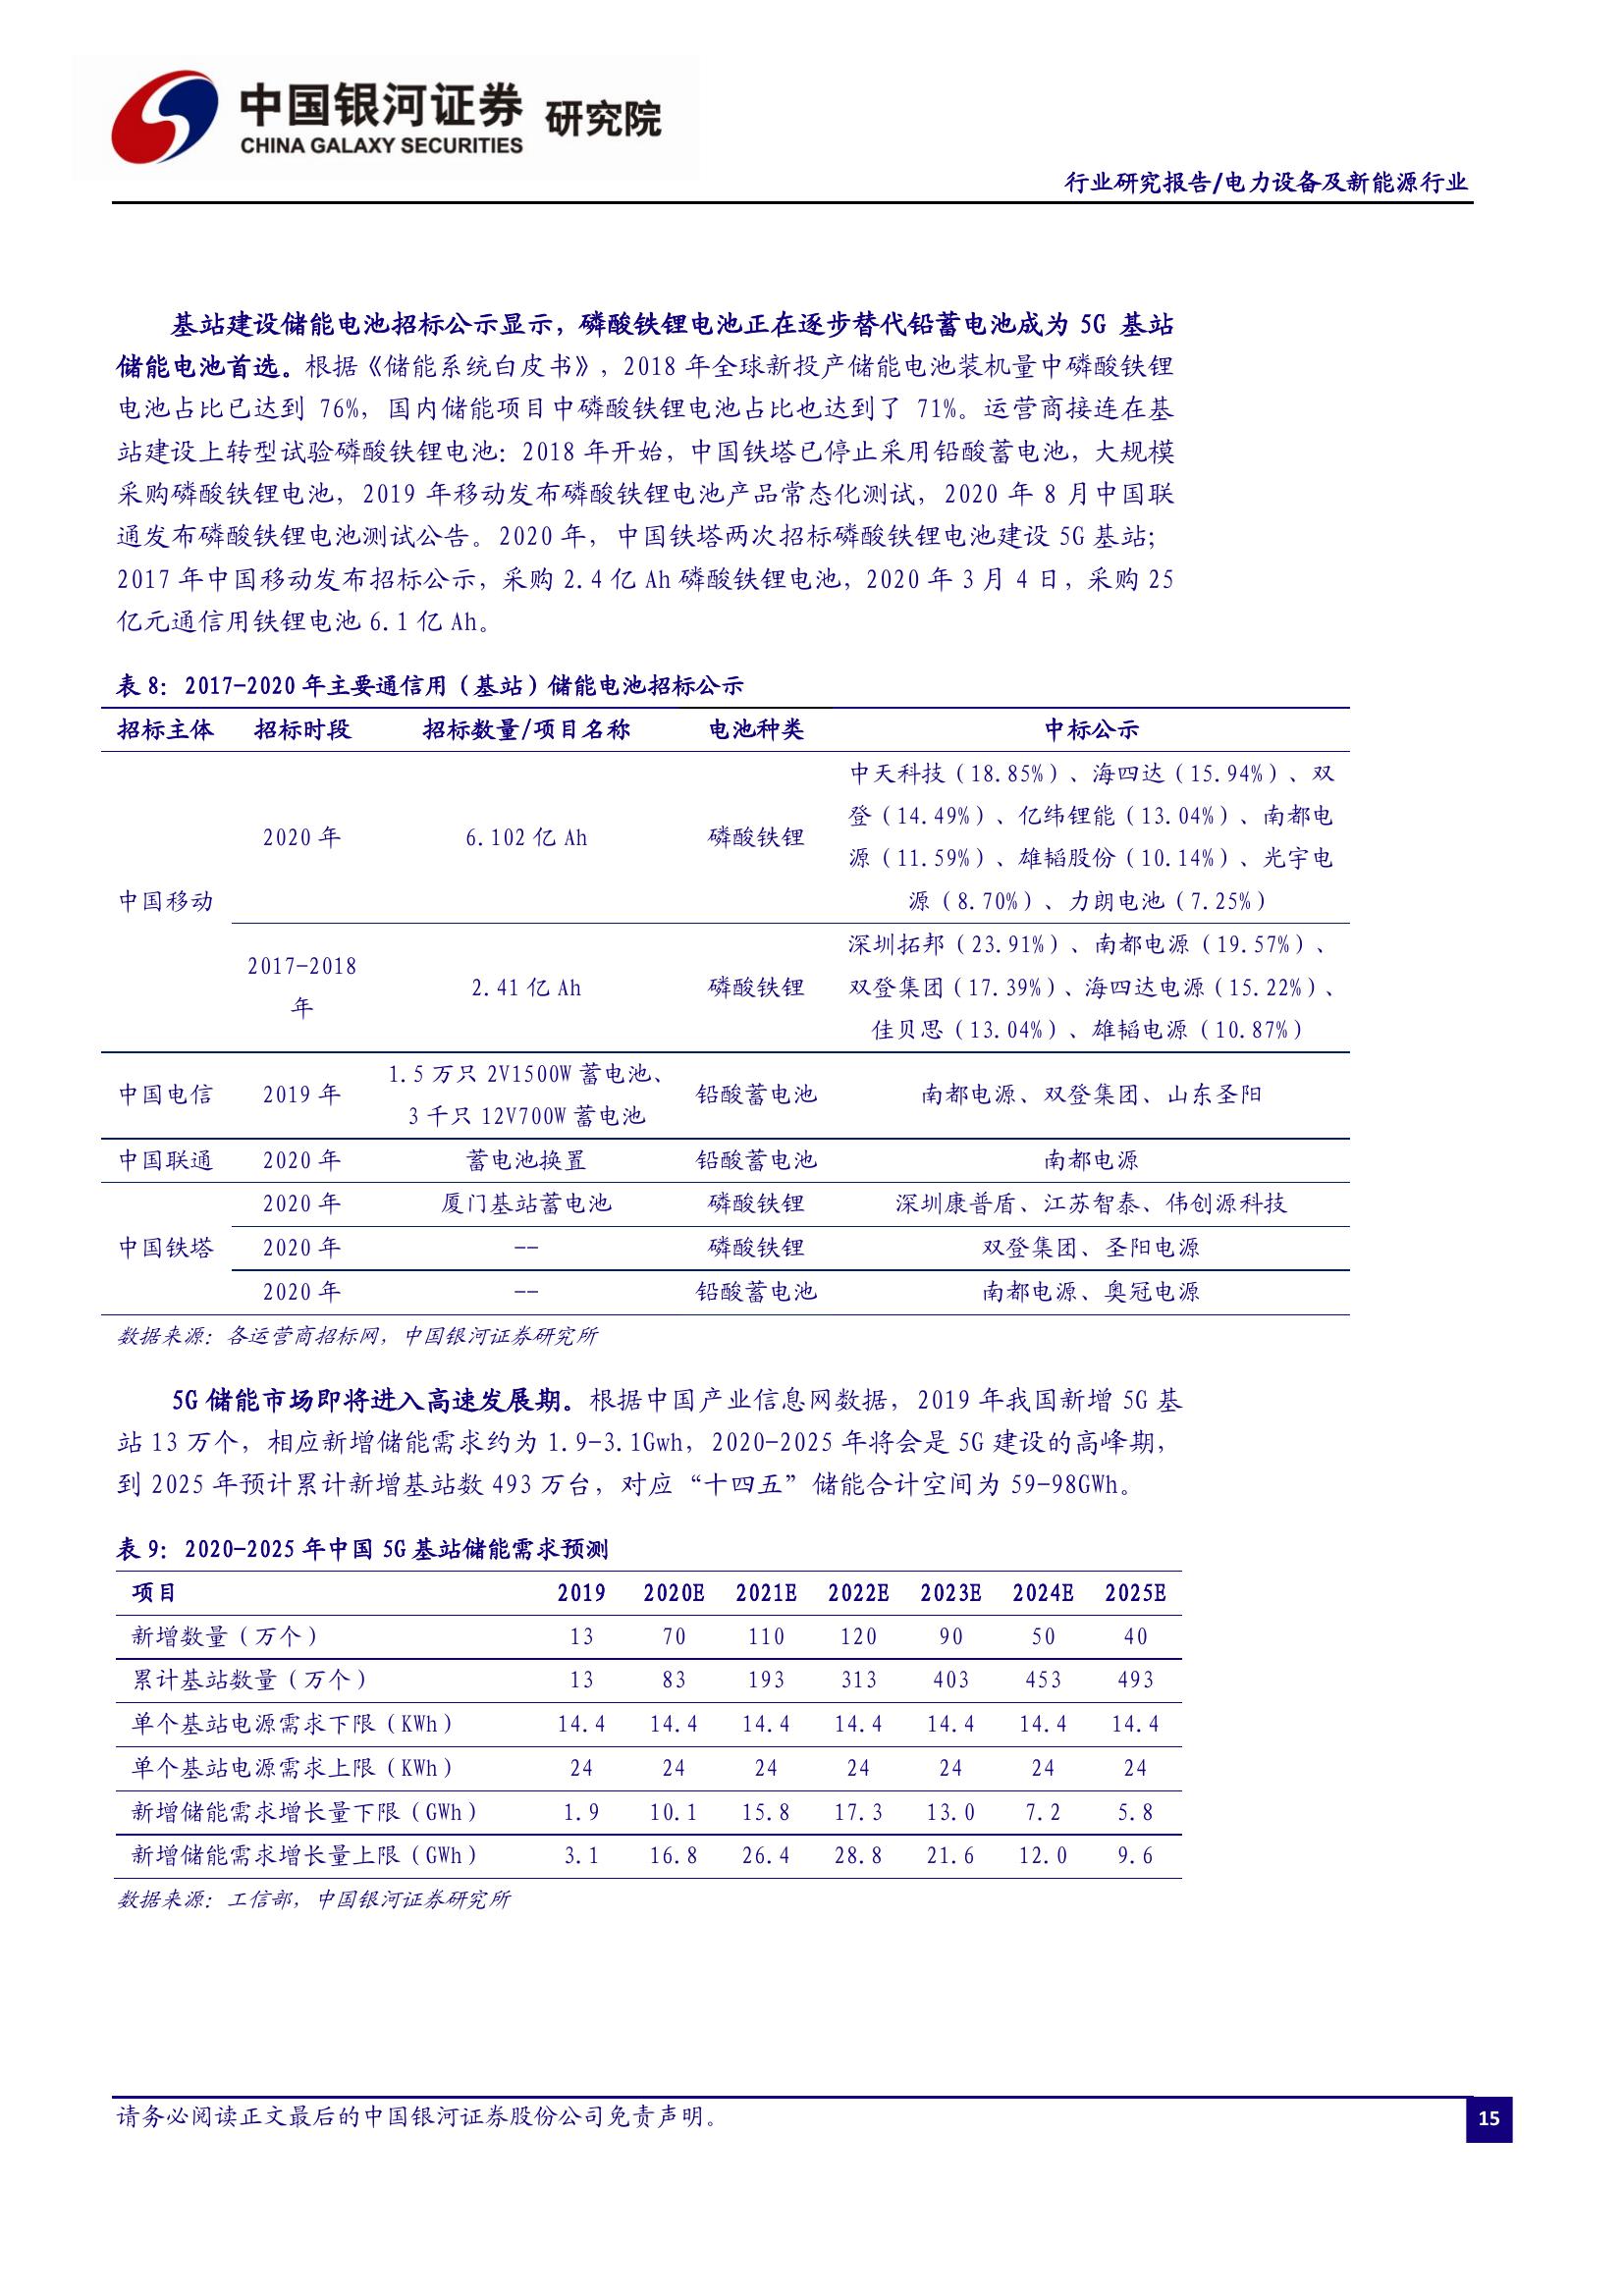 中国银河证券 研究院
CHINA GALAXY SECURITIES
行业研究报告/电力设备及新能源行业
基站建设储能电池招标公示显示，磷酸铁锂电池正在逐步替代铅蓄电池成为 5G 基站
储能电池首选。根据《储能系统白皮书》，2018 年全球新投产储能电池装机量中磷酸铁锂
电池占比已达到 76%，国内储能项目中磷酸铁锂电池占比也达到了 71%。运营商接连在基
站建设上转型试验磷酸铁锂电池：2018 年开始，中国铁塔已停止采用铅酸蓄电池，大规模
采购磷酸铁锂电池，2019 年移动发布磷酸铁锂电池产品常态化测试，2020 年 8 月中国联
通发布磷酸铁锂电池测试公告。2020 年，中国铁塔两次招标磷酸铁锂电池建设 5G 基站；
2017 年中国移动发布招标公示，采购 2.4 亿 Ah 磷酸铁锂电池，2020 年 3 月 4 日，采购 25
亿元通信用铁锂电池 6.1 亿 Ah。
表 8：2017-2020 年主要通信用（基站）储能电池招标公示
招标主体 招标时段 招标数量/项目名称 电池种类 中标公示
中天科技（18.85%）、海四达（15.94%）、双
登（14.49%）、亿纬锂能（13.04%）、南都电
2020 年 6.102 亿 Ah 磷酸铁锂
源（11.59%）、雄韬股份（10.14%）、光宇电
中国移动 源（8.70%）、力朗电池（7.25%）
深圳拓邦（23.91%）、南都电源（19.57%）、
2017-2018
年 2.41 亿 Ah 磷酸铁锂 双登集团（17.39%）、海四达电源（15.22%）、
佳贝思（13.04%）、雄韬电源（10.87%）
1.5 万只 2V1500W 蓄电池、
中国电信 2019 年 铅酸蓄电池 南都电源、双登集团、山东圣阳
3 千只 12V700W 蓄电池
中国联通 2020 年 蓄电池换置 铅酸蓄电池 南都电源
2020 年 厦门基站蓄电池 磷酸铁锂 深圳康普盾、江苏智泰、伟创源科技
中国铁塔 2020 年 -- 磷酸铁锂 双登集团、圣阳电源
2020 年 -- 铅酸蓄电池 南都电源、奥冠电源
数据来源：各运营商招标网，中国银河证券研究所
5G 储能市场即将进入高速发展期。根据中国产业信息网数据，2019 年我国新增 5G 基
站 13 万个，相应新增储能需求约为 1.9-3.1Gwh，2020-2025 年将会是 5G 建设的高峰期，
到 2025 年预计累计新增基站数 493 万台，对应“十四五”储能合计空间为 59-98GWh。
表 9：2020-2025 年中国 5G 基站储能需求预测
项目 2019 2020E 2021E 2022E 2023E 2024E 2025E
新增数量（万个） 13 70 110 120 90 50 40
累计基站数量（万个） 13 83 193 313 403 453 493
单个基站电源需求下限（KWh） 14.4 14.4 14.4 14.4 14.4 14.4 14.4
单个基站电源需求上限（KWh） 24 24 24 24 24 24 24
新增储能需求增长量下限（GWh） 1.9 10.1 15.8 17.3 13.0 7.2 5.8
新增储能需求增长量上限（GWh） 3.1 16.8 26.4 28.8 21.6 12.0 9.6
数据来源：工信部，中国银河证券研究所
请务必阅读正文最后的中国银河证券股份公司免责声明。
15